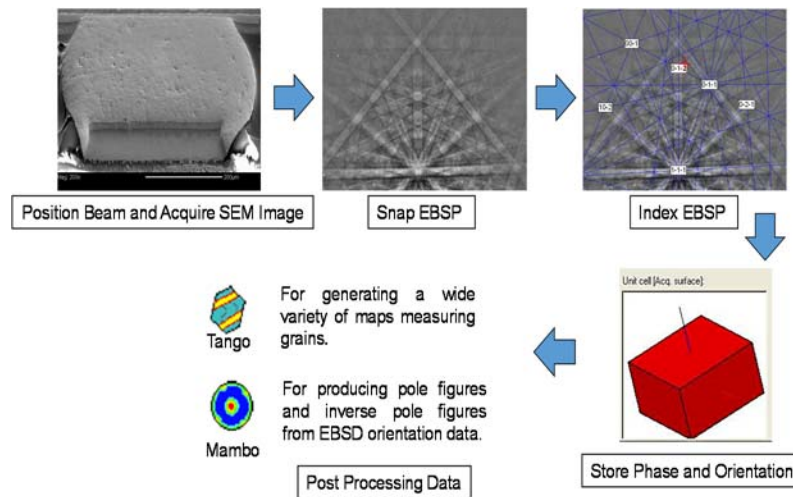 Position Beam and Acquire SEM Image
Snap EBSP
Index EBSP
Unit cell [Acq. surface]:
Store Phase and Orientation
Tango
For generating a wide
variety of maps measuring
grains.
Mambo
For producing pole figures
and inverse pole figures
from EBSD orientation data.
Post Processing Data